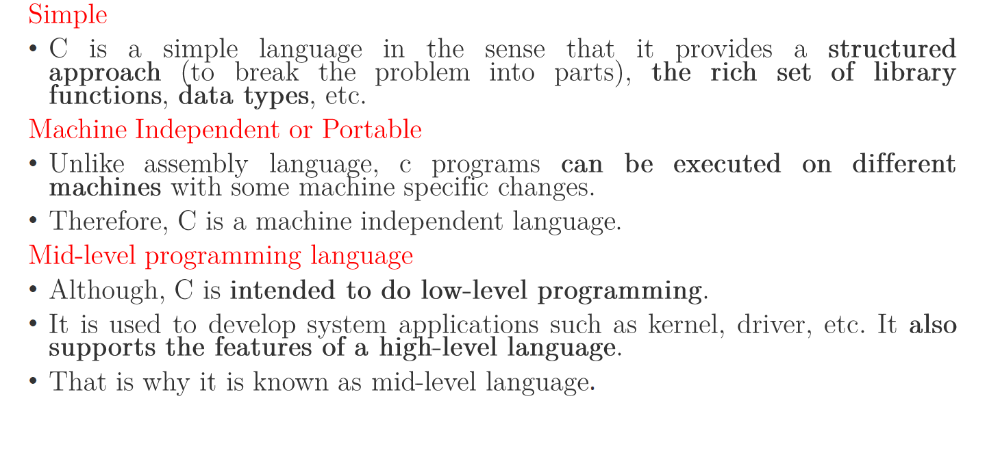 Simple
• C is a simple language in the sense that it provides a structured
approach (to break the problem into parts), the rich set of library
functions, data types, etc.
Machine Independent or Portable
• Unlike assembly language, c programs can be executed on different
machines with some machine specific changes.
• Therefore, C is a machine independent language.
Mid-level programming language
• Although, C is intended to do low-level programming.
• It is used to develop system applications such as kernel, driver, etc. It also
supports the features of a high-level language.
• That is why it is known as mid-level language.